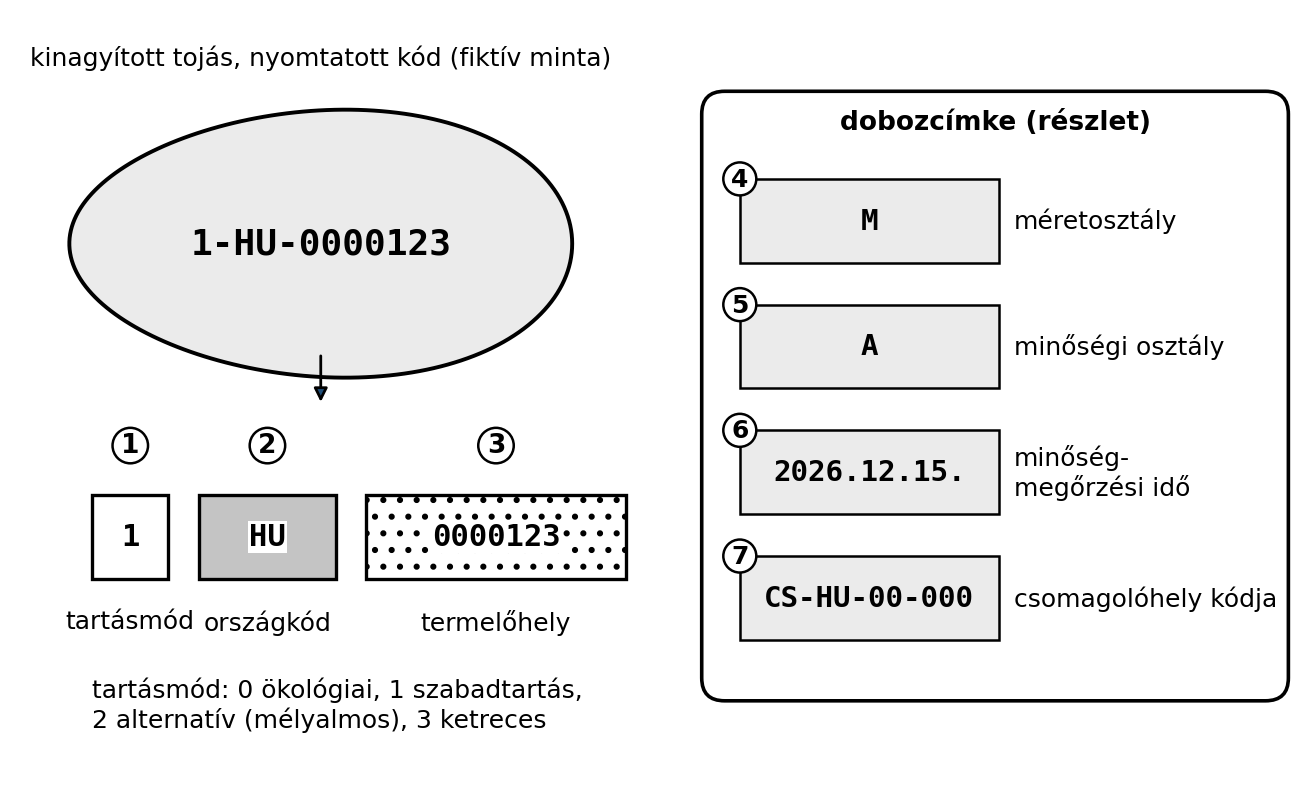 kinagyított tojás, nyomtatott kód (fiktív minta)
1-HU-0000123
1
2
3
1
HU
0000123
tartásmód
országkód
termelőhely
tartásmód: 0 ökológiai, 1 szabadtartás,
2 alternatív (mélyalmos), 3 ketreces
dobozcímke (részlet)
4
M
méretosztály
5
A
minőségi osztály
6
2026.12.15.
minőség-
megőrzési idő
7
CS-HU-00-000
csomagolóhely kódja